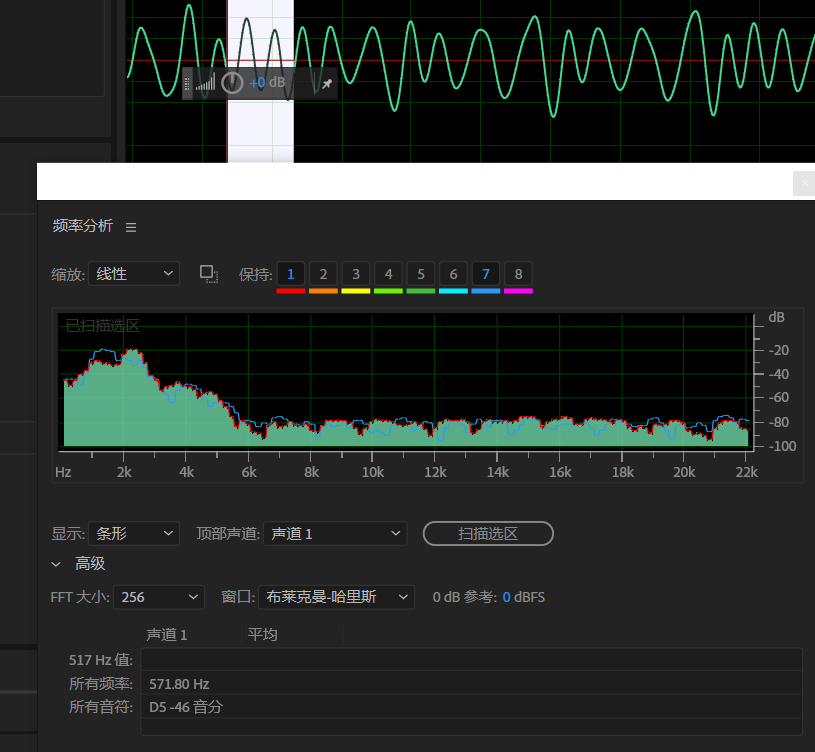 +0 dB
频率分析
缩放: 线性 保持: 1 2 3 4 5 6 7 8
已扫描选区
dB
-20
-40
-60
-80
-100
Hz 2k 4k 6k 8k 10k 12k 14k 16k 18k 20k 22k
显示: 条形 顶部声道: 声道 1 扫描选区
高级
FFT 大小: 256 窗口: 布莱克曼-哈里斯 0 dB 参考: 0 dBFS
声道 1 平均
517 Hz 值:
所有频率: 571.80 Hz
所有音符: D5 -46 音分